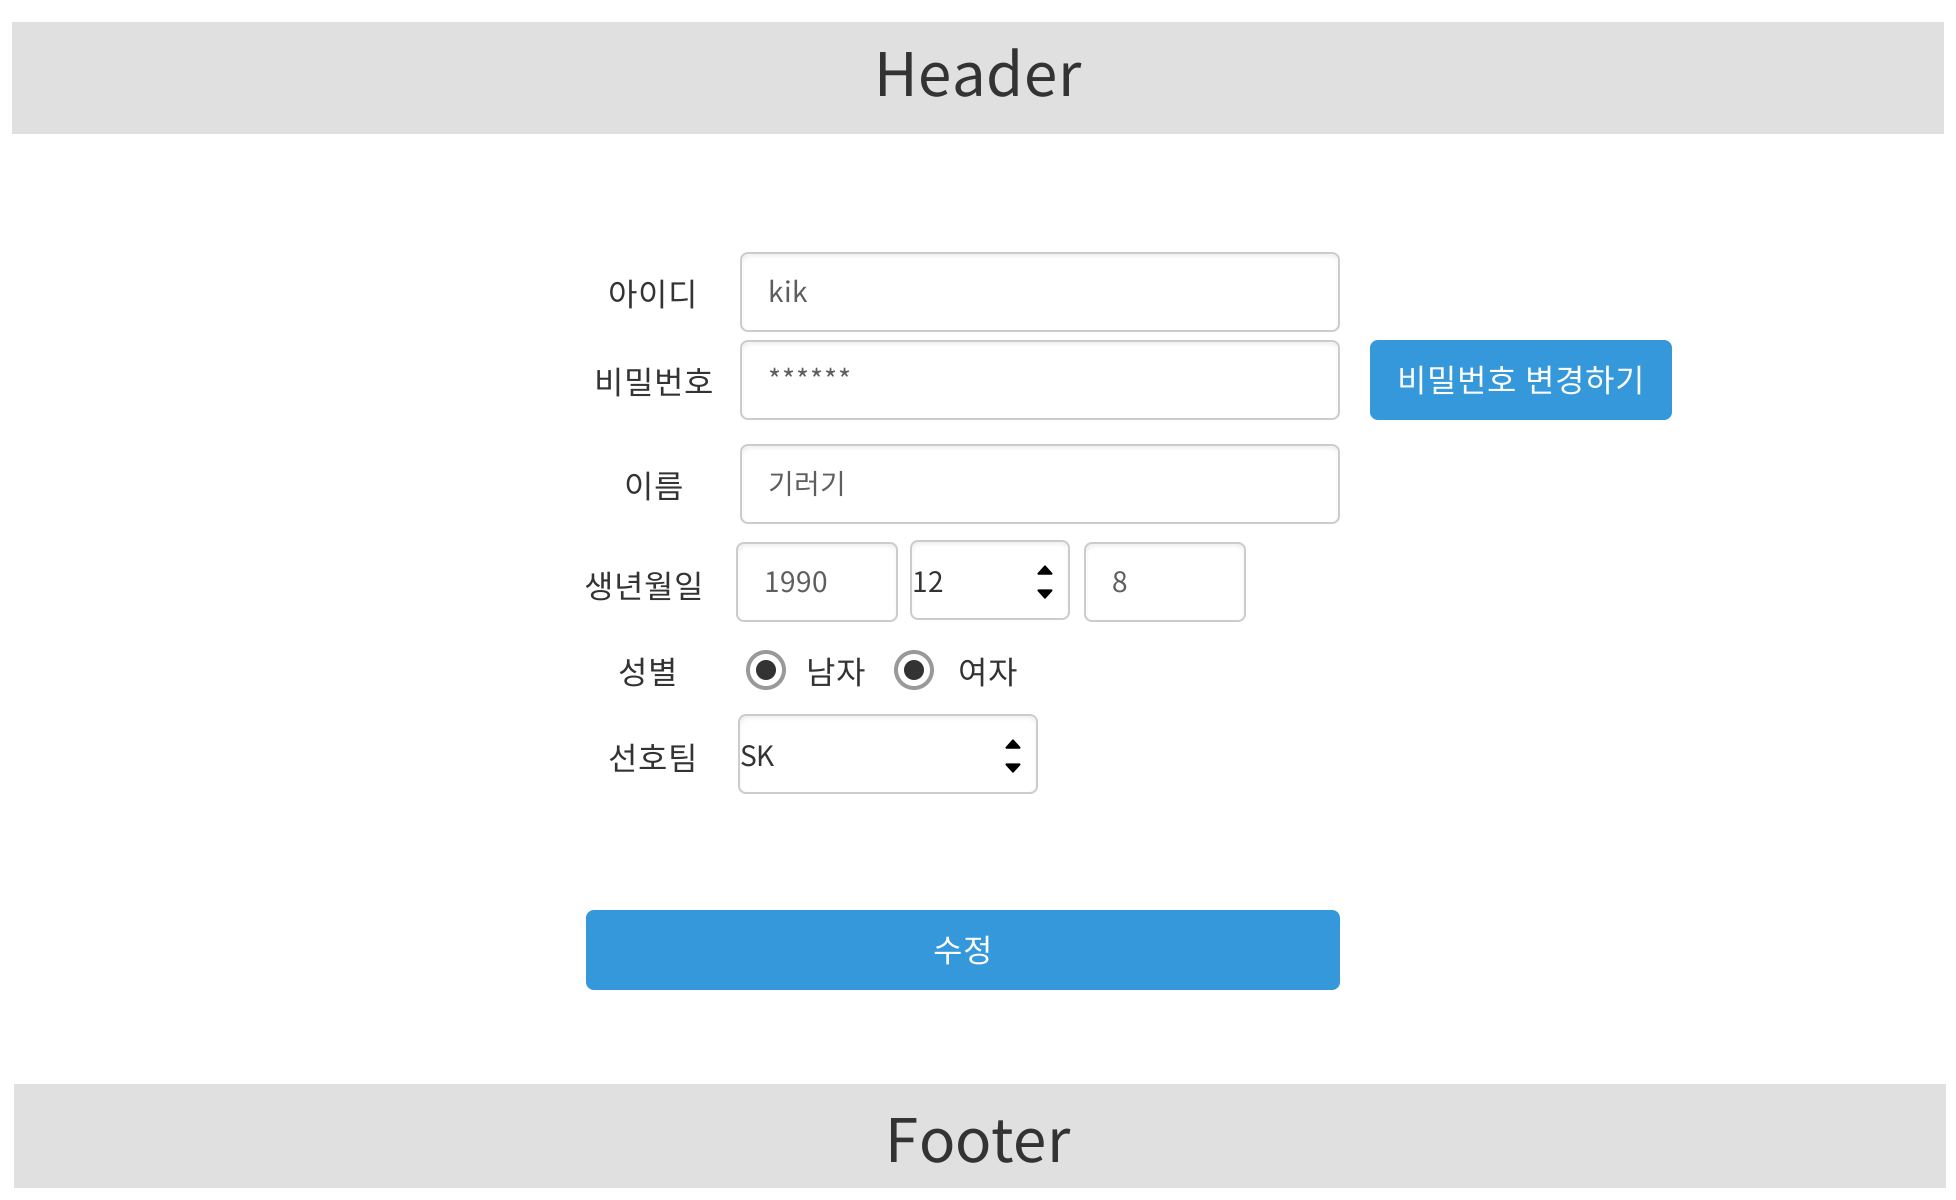 Header
아이디 kik
비밀번호 ****** 비밀번호 변경하기
이름 기러기
생년월일 1990 12 8
성별 남자 여자
선호팀 SK
수정
Footer